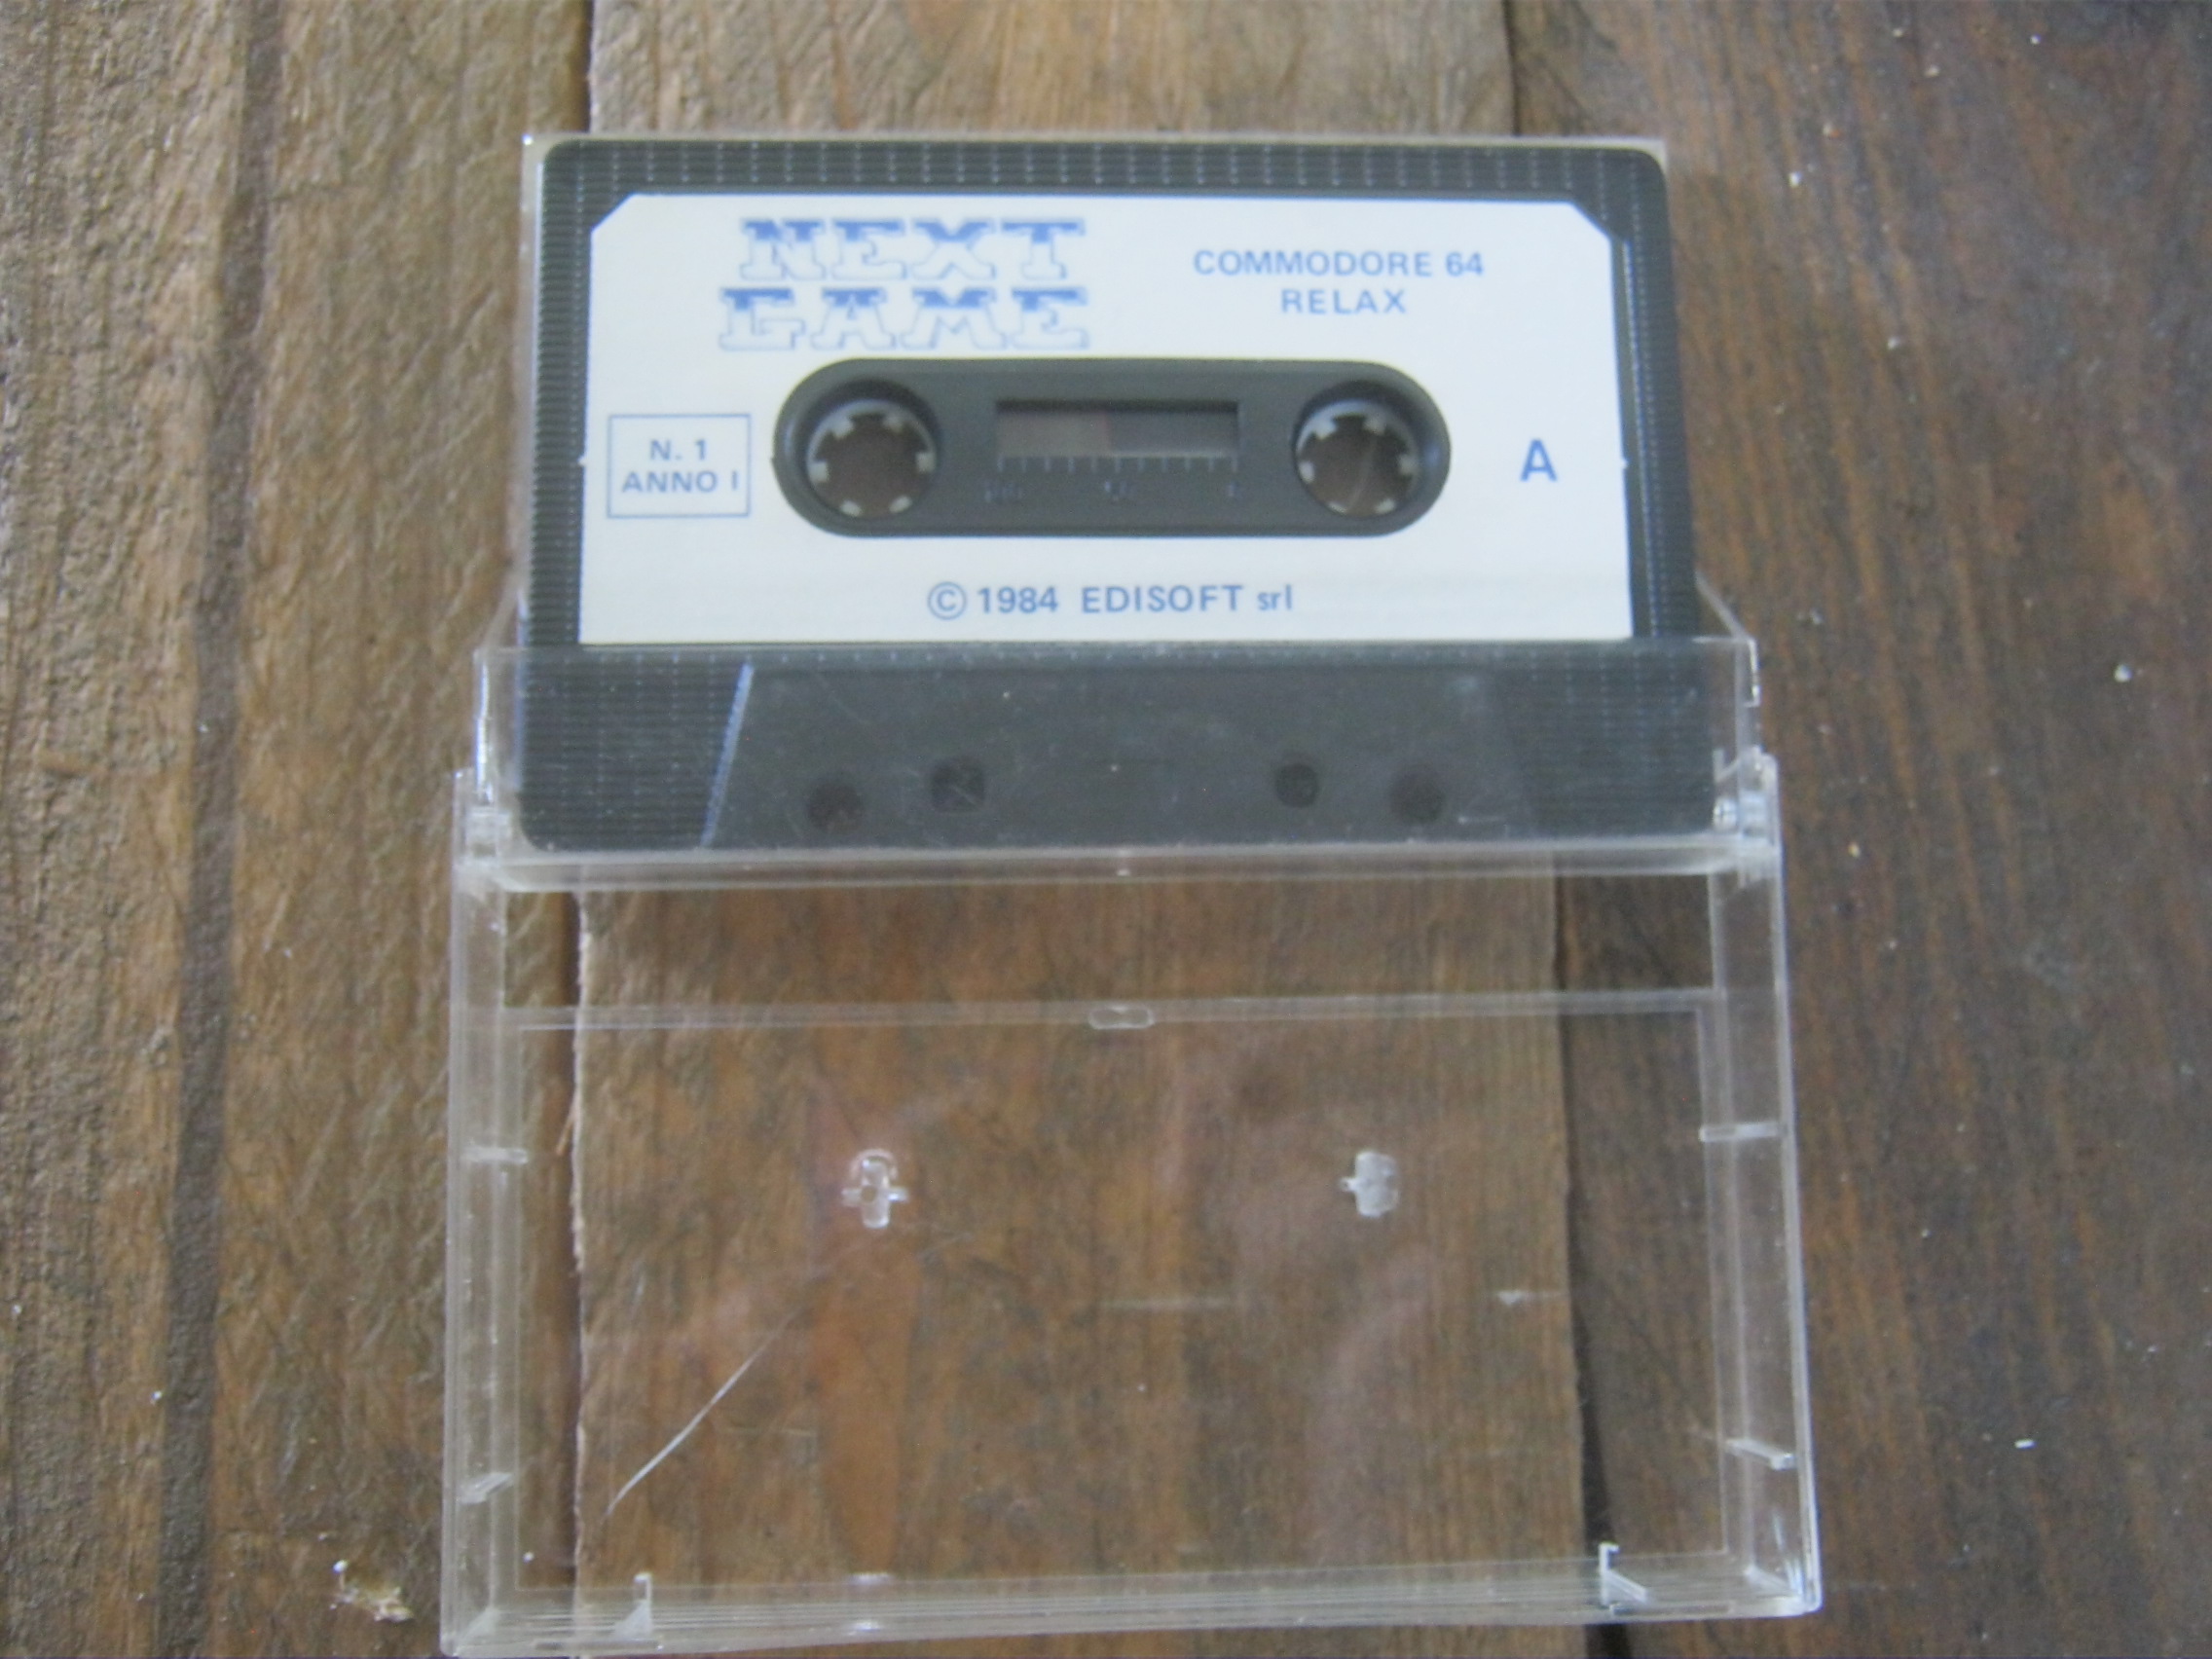 NEXT
GAME
COMMODORE 64
RELAX
N. 1
ANNO I
A
© 1984 EDISOFT srl